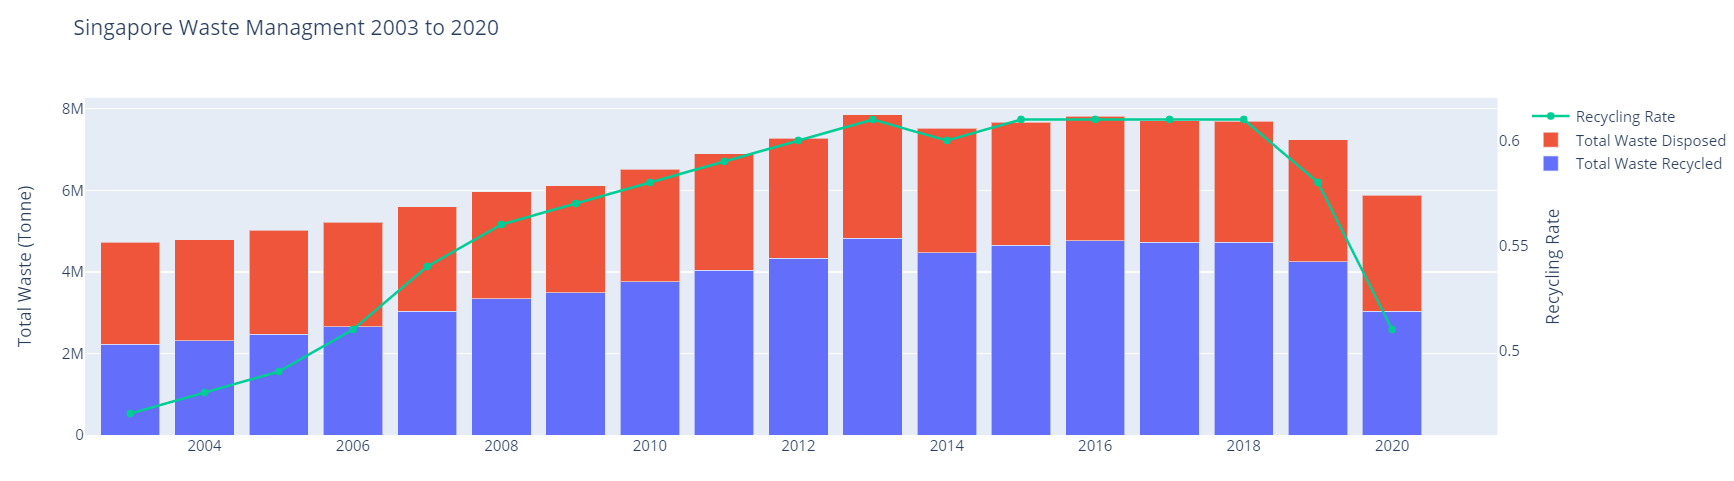 Singapore Waste Managment 2003 to 2020
8M
6M
4M
2M
0
Total Waste (Tonne)
2004
2006
2008
2010
2012
2014
2016
2018
2020
0.6
0.55
0.5
Recycling Rate
Recycling Rate
Total Waste Disposed
Total Waste Recycled